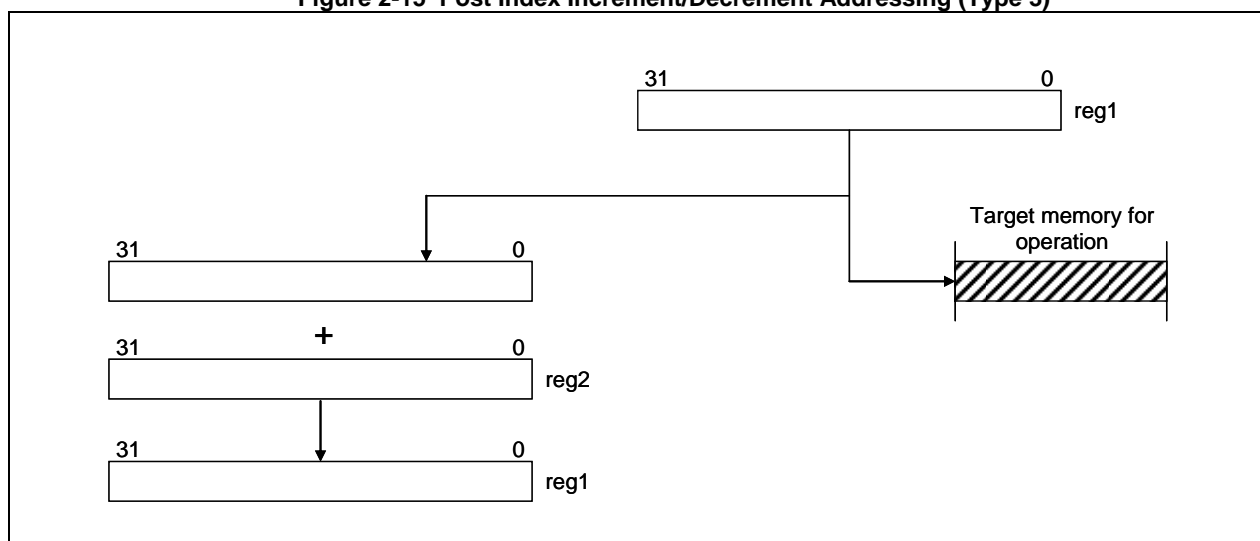 Figure 2-15 Post Index Increment/Decrement Addressing (Type 3)
31 0
reg1
Target memory for
operation
31 0
+
31 0
reg2
31 0
reg1